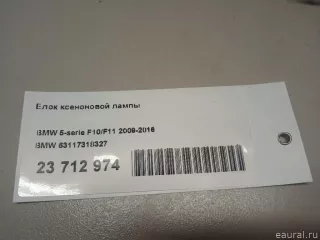 Блок ксеноновой лампы
BMW 5-serie F10/F11 2009-2016
BMW 63117318327
23 712 974
eaural.ru